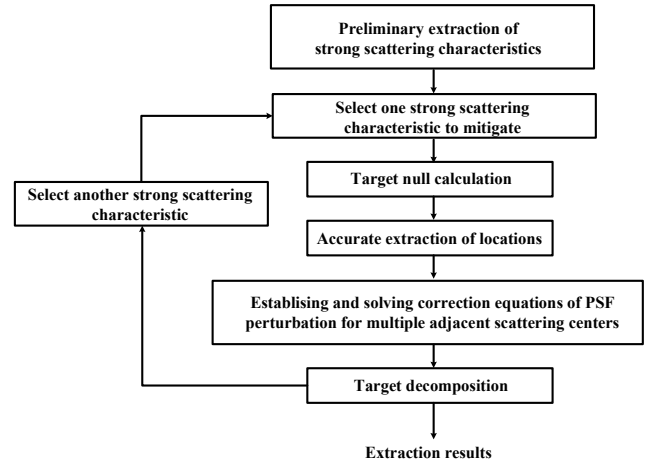 Preliminary extraction of
strong scattering characteristics
Select one strong scattering
characteristic to mitigate
Target null calculation
Select another strong scattering
characteristic
Accurate extraction of locations
Establising and solving correction equations of PSF
perturbation for multiple adjacent scattering centers
Target decomposition
Extraction results